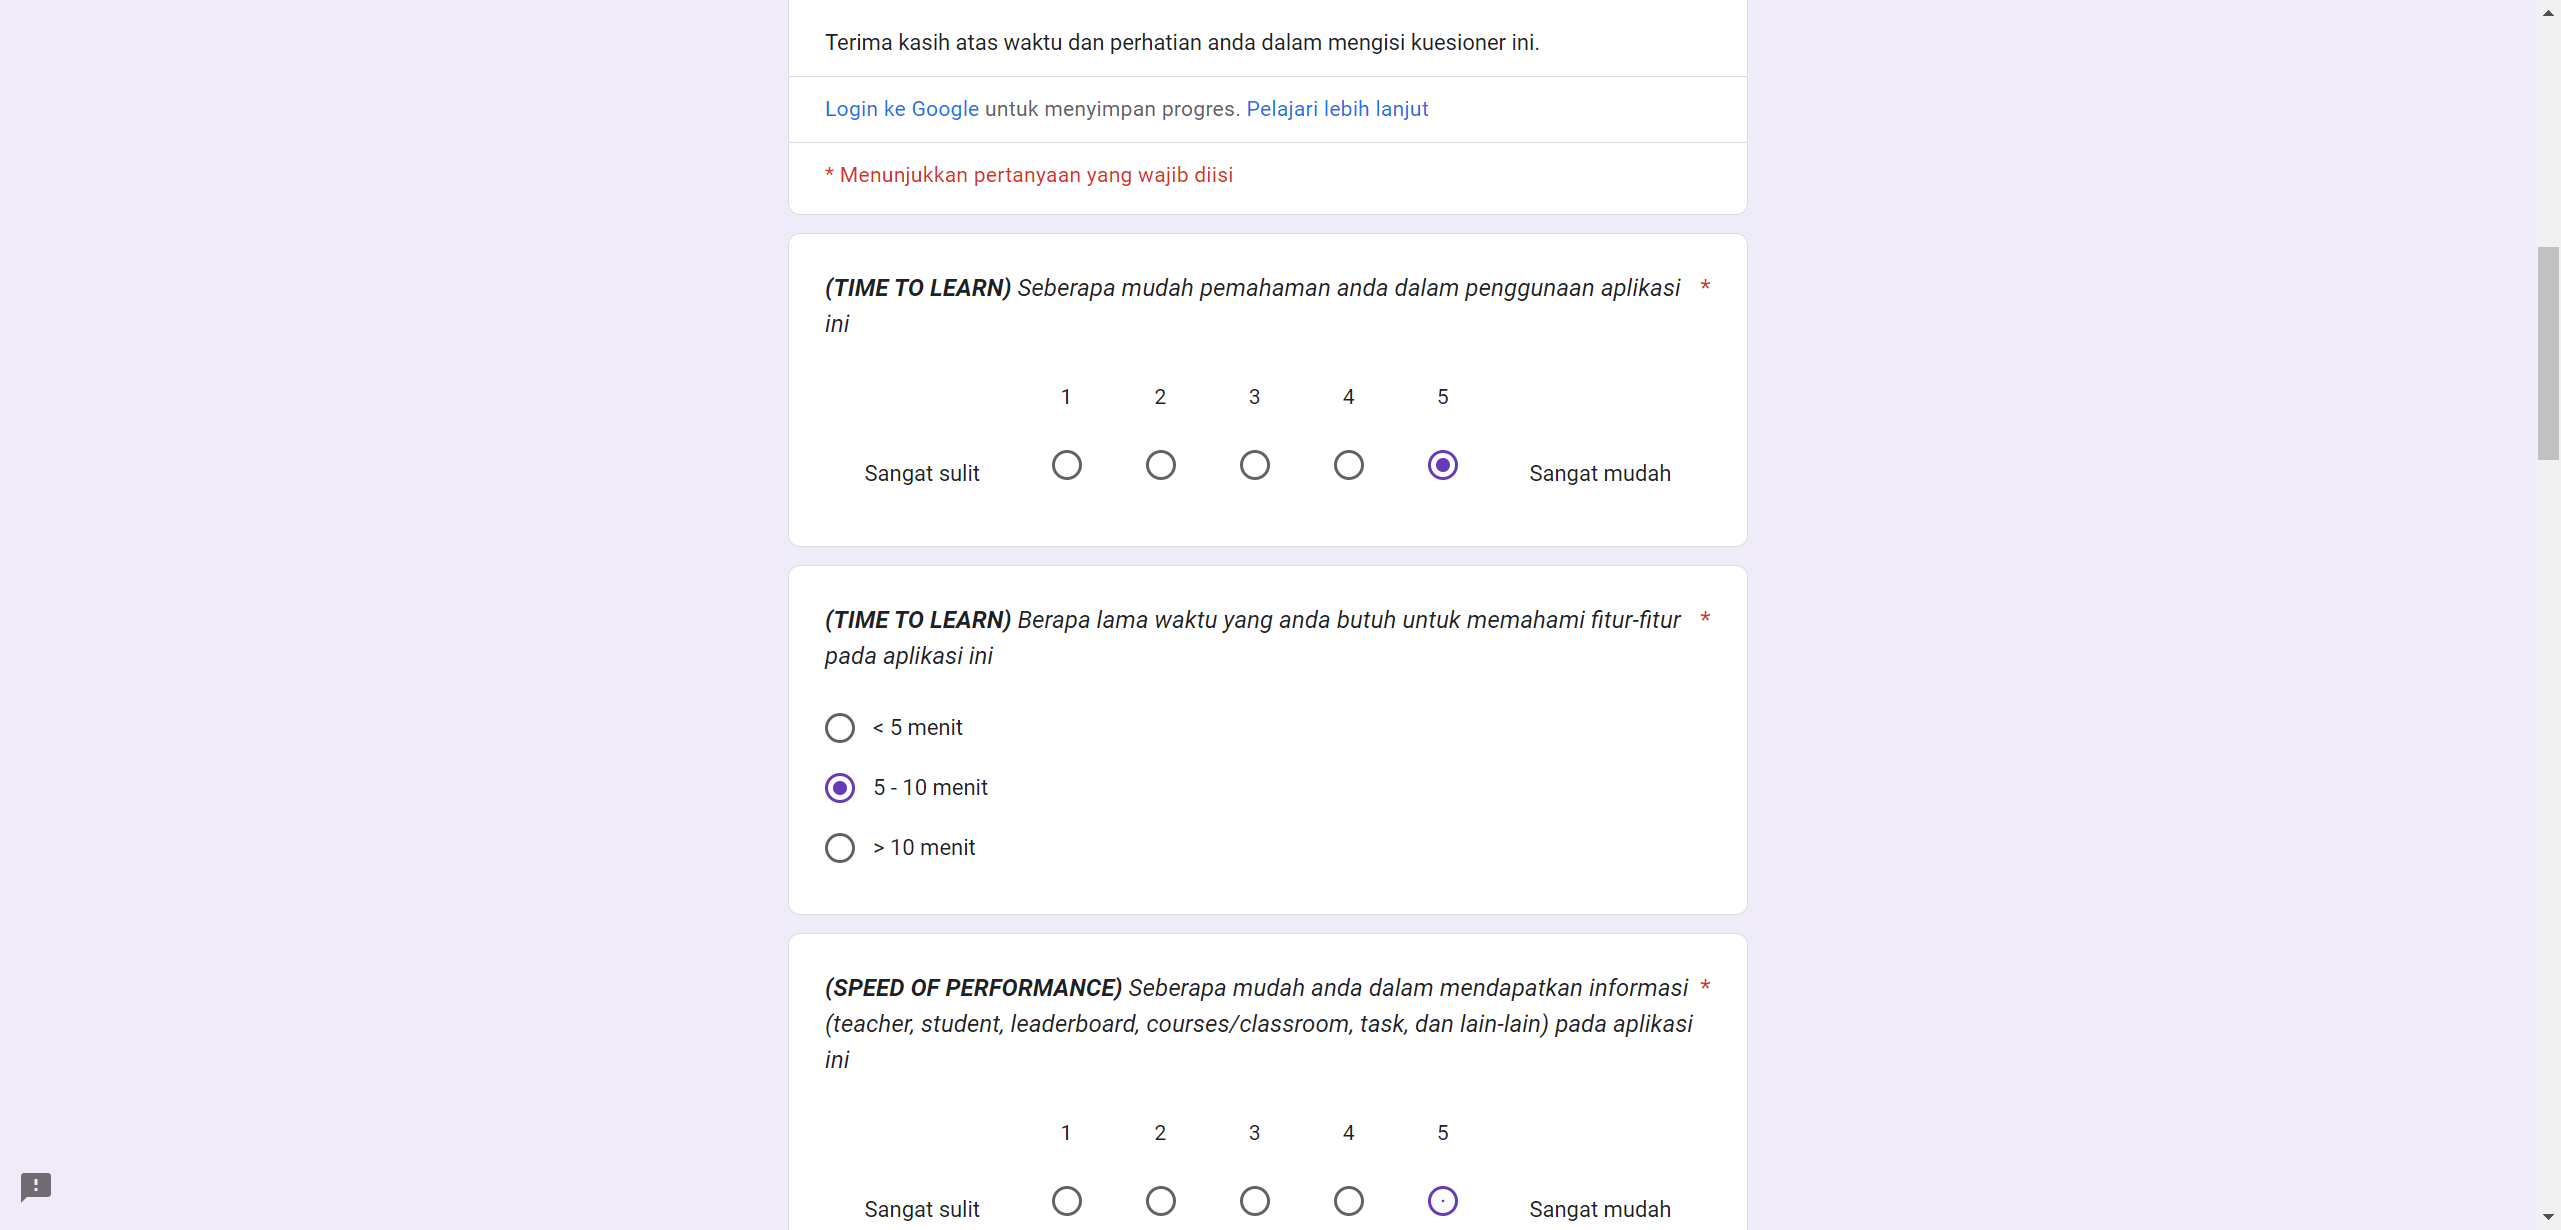 Terima kasih atas waktu dan perhatian anda dalam mengisi kuesioner ini.
Login ke Google untuk menyimpan progres. Pelajari lebih lanjut
* Menunjukkan pertanyaan yang wajib diisi
(TIME TO LEARN) Seberapa mudah pemahaman anda dalam penggunaan aplikasi *
ini
1 2 3 4 5
Sangat sulit Sangat mudah
(TIME TO LEARN) Berapa lama waktu yang anda butuh untuk memahami fitur-fitur *
pada aplikasi ini
< 5 menit
5 - 10 menit
> 10 menit
(SPEED OF PERFORMANCE) Seberapa mudah anda dalam mendapatkan informasi *
(teacher, student, leaderboard, courses/classroom, task, dan lain-lain) pada aplikasi
ini
1 2 3 4 5
Sangat sulit Sangat mudah